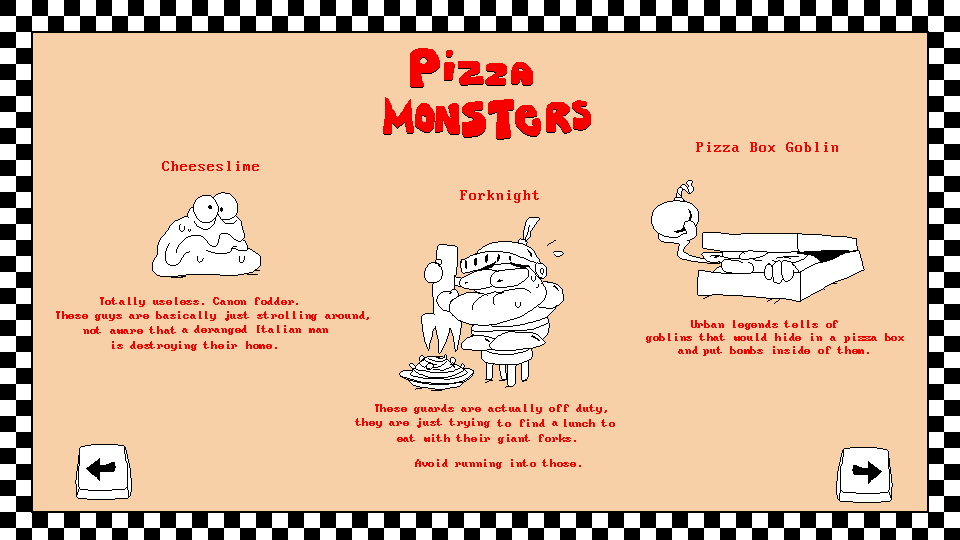 Pizza
MONSTERS
Cheeseslime
Totally useless. Canon fodder.
These guys are basically just strolling around,
not aware that a deranged Italian man
is destroying their home.
Forknight
These guards are actually off duty,
they are just trying to find a lunch to
eat with their giant forks.
Avoid running into those.
Pizza Box Goblin
Urban legends tells of
goblins that would hide in a pizza box
and put bombs inside of them.